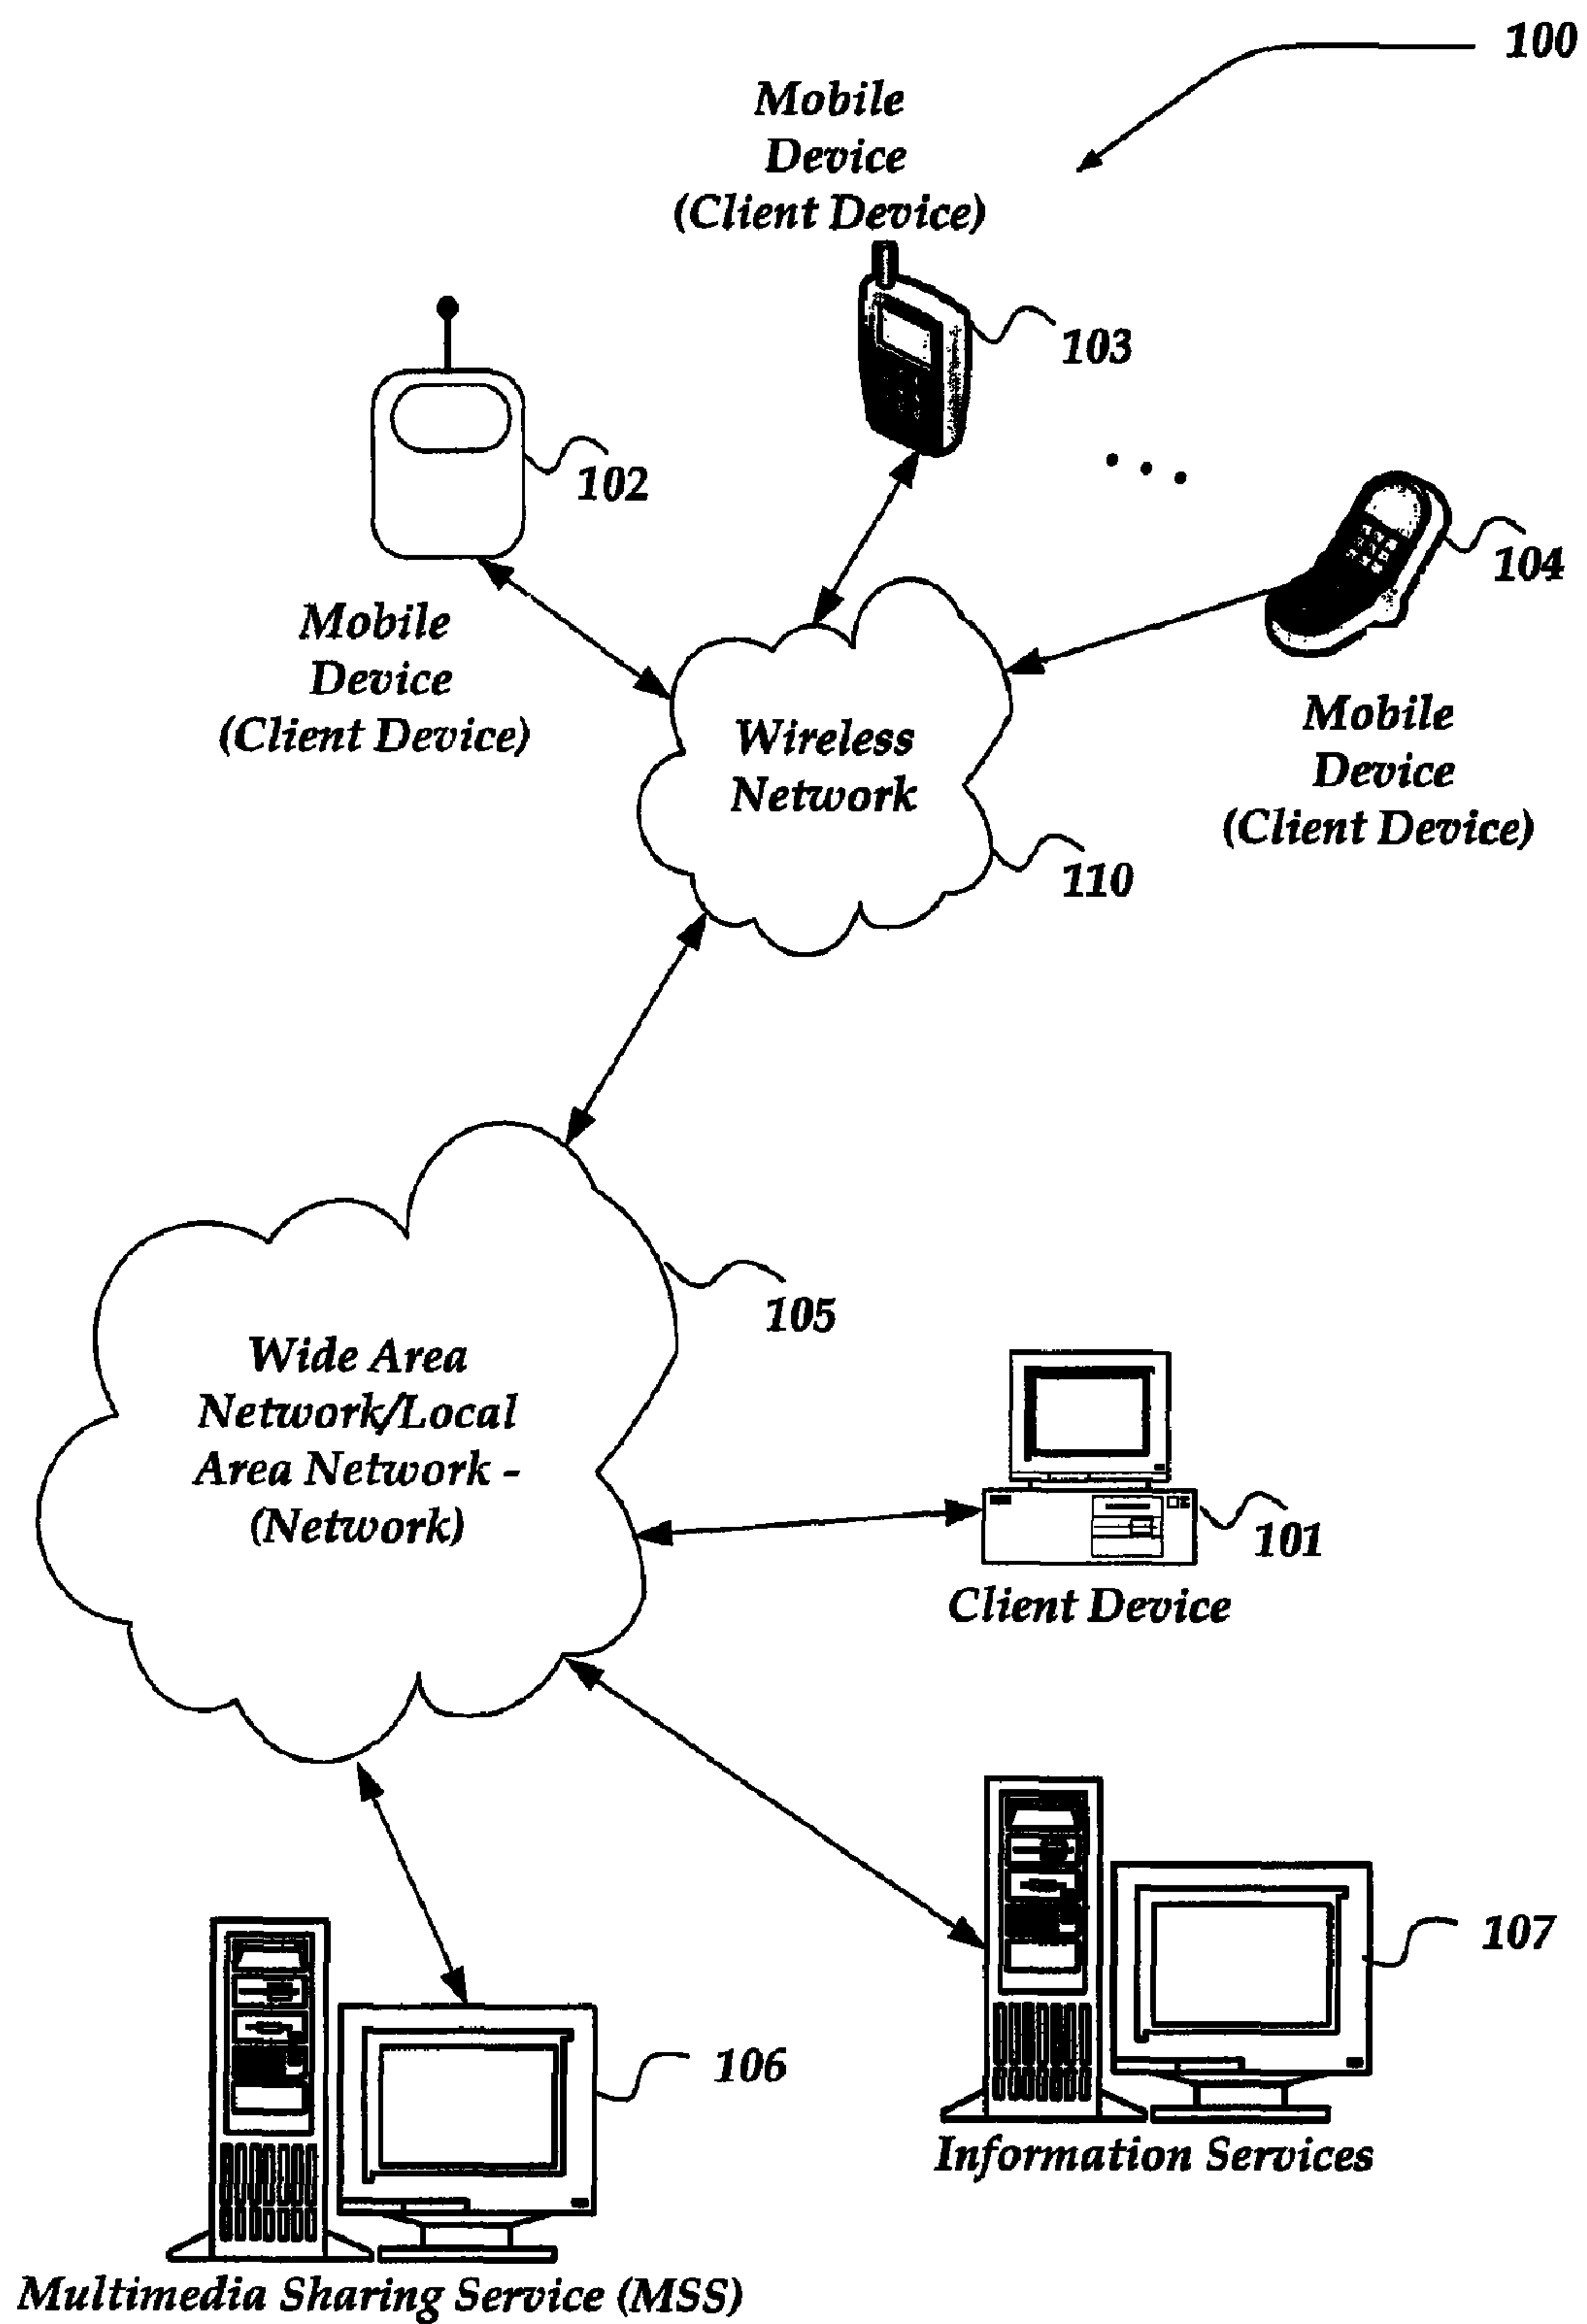 100
Mobile
Device
(Client Device)
103
102
104
Mobile
Device
(Client Device)
Mobile
Device
(Client Device)
Wireless
Network
110
105
Wide Area
Network/Local
Area Network -
(Network)
101
Client Device
107
106
Information Services
Multimedia Sharing Service (MSS)